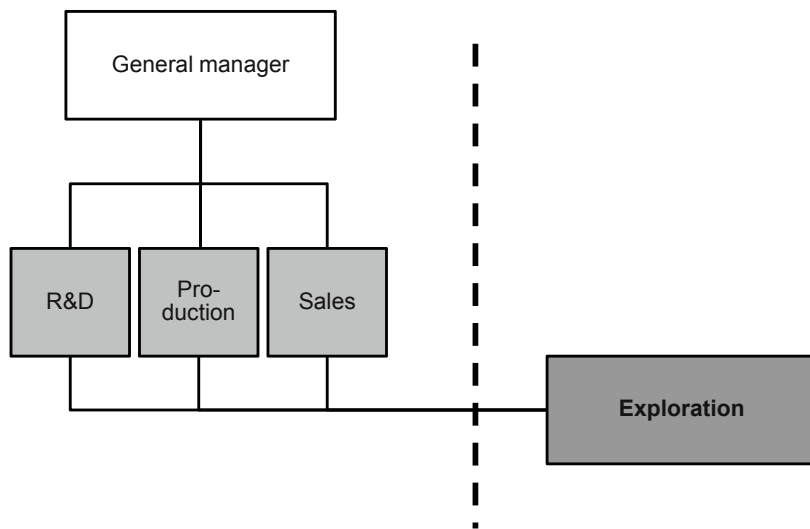 General manager
R&D
Pro-
duction
Sales
Exploration